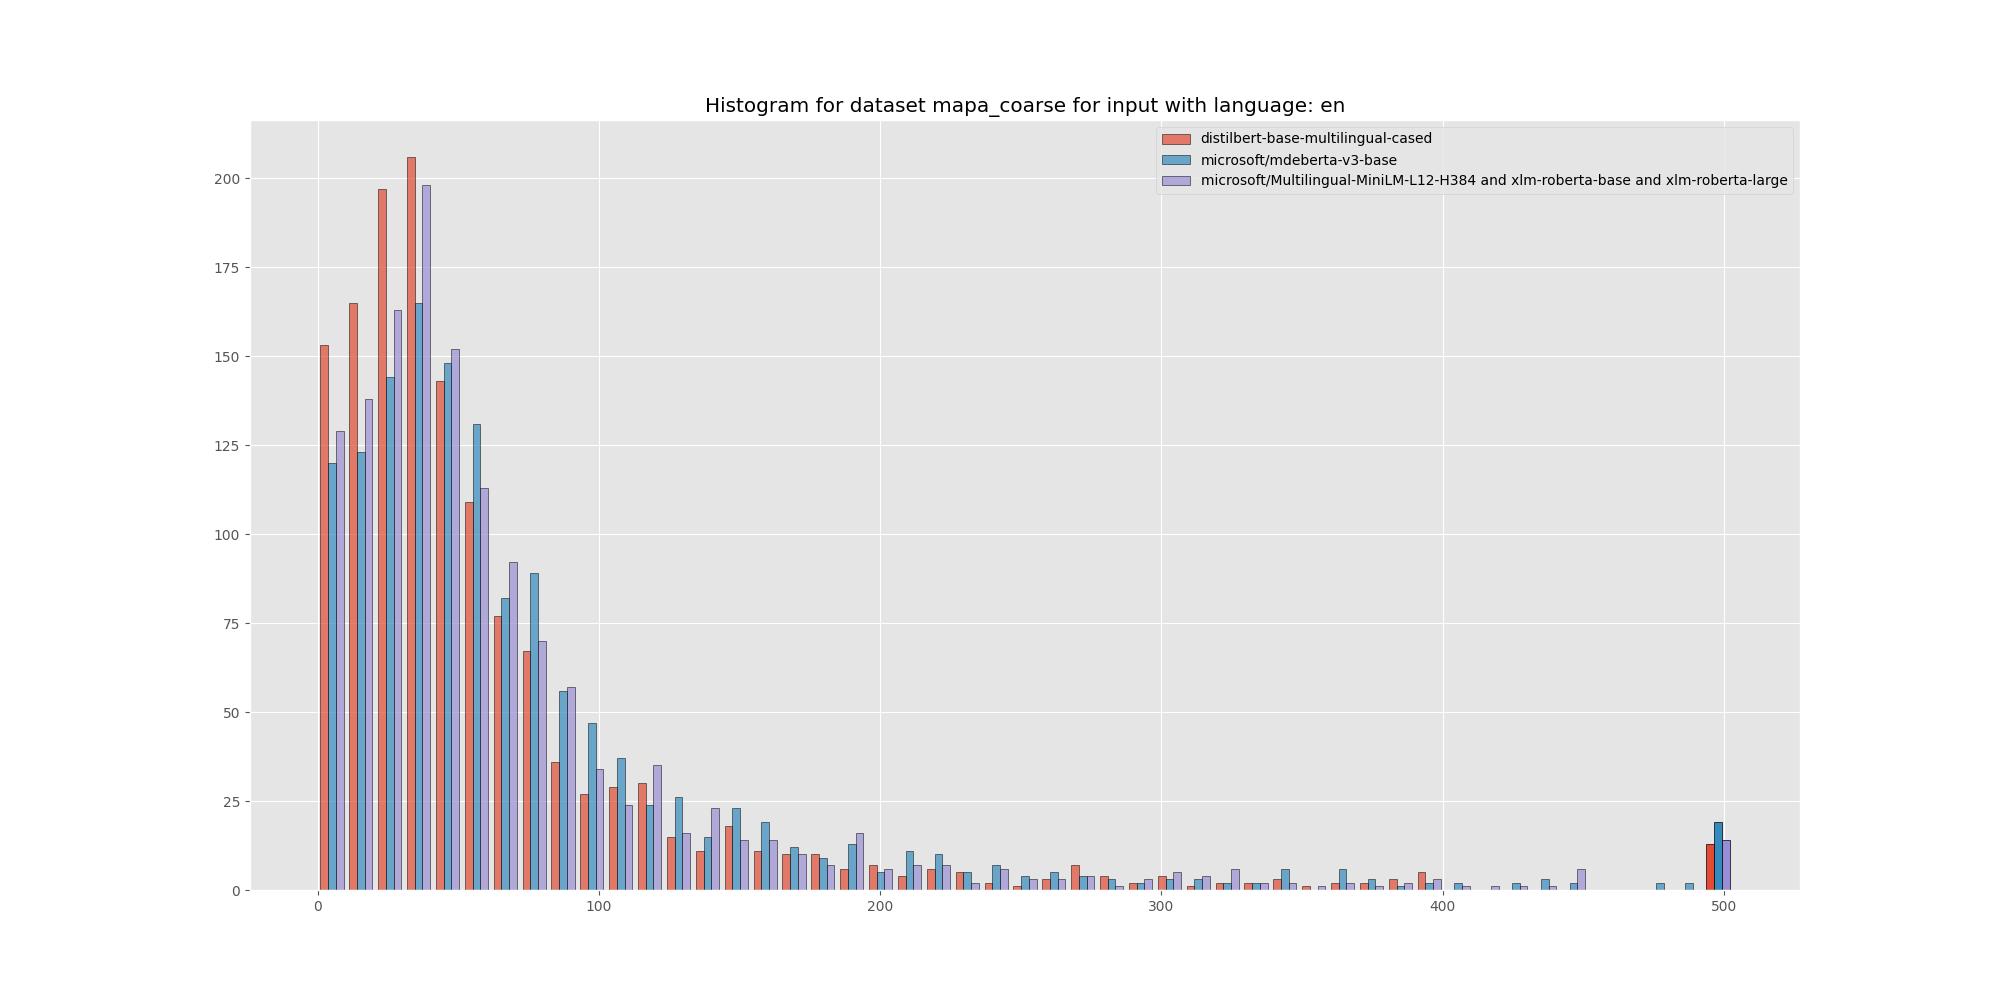 Histogram for dataset mapa_coarse for input with language: en
distilbert-base-multilingual-cased
microsoft/mdeberta-v3-base
microsoft/Multilingual-MiniLM-L12-H384 and xlm-roberta-base and xlm-roberta-large
200
175
150
125
100
75
50
25
0
0 100 200 300 400 500